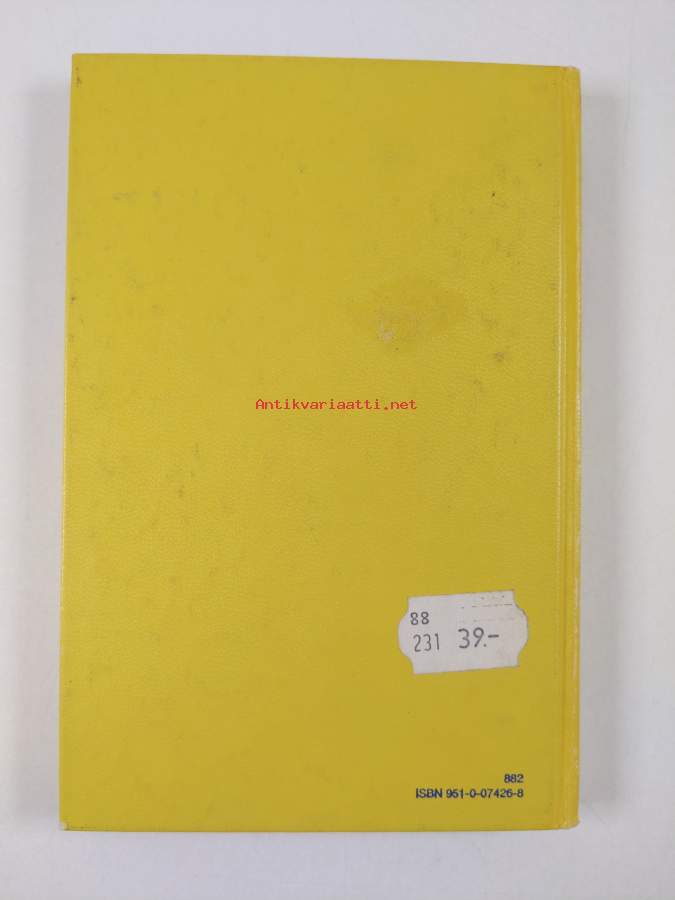 Antikvariaatti.net
88
231 39.-
882
ISBN 951-0-07426-8